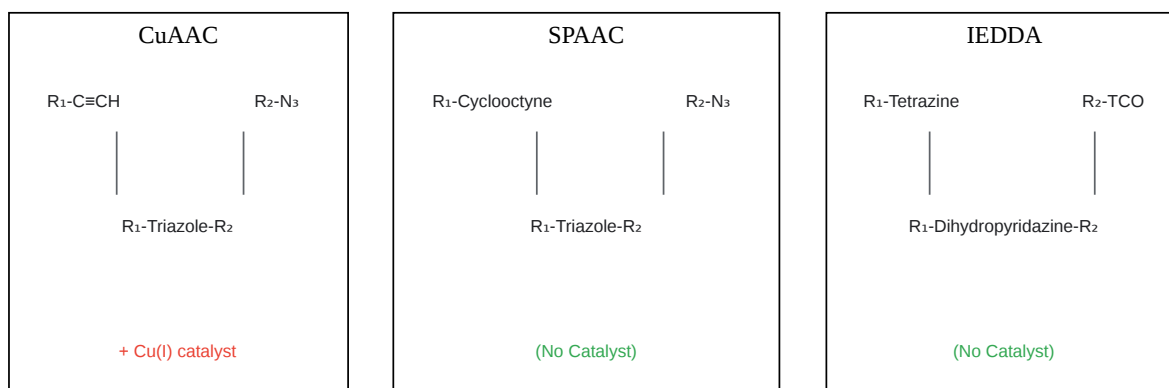 CuAAC
R₁-C≡CH
R₂-N₃
R₁-Triazole-R₂
+ Cu(I) catalyst
SPAAC
R₁-Cyclooctyne
R₂-N₃
R₁-Triazole-R₂
(No Catalyst)
IEDDA
R₁-Tetrazine
R₂-TCO
R₁-Dihydropyridazine-R₂
(No Catalyst)